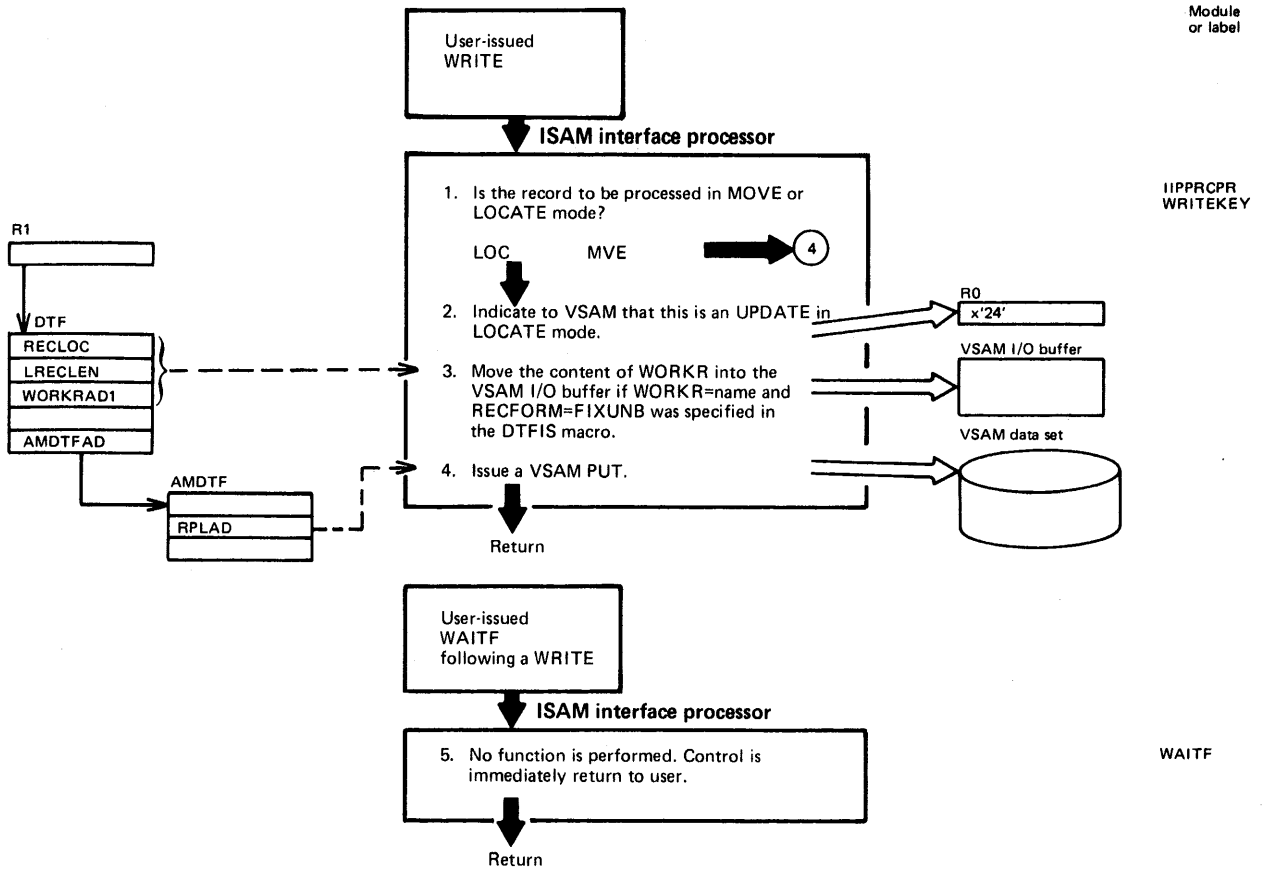 Module
or label
User-issued
WRITE
ISAM interface processor
1. Is the record to be processed in MOVE or
LOCATE mode?
LOC MVE 4
2. Indicate to VSAM that this is an UPDATE in
LOCATE mode.
3. Move the content of WORKR into the
VSAM I/O buffer if WORKR=name and
RECFORM=FIXUNB was specified in
the DTFIS macro.
4. Issue a VSAM PUT.
Return
IIPPRCPR
WRITEKEY
R1
DTF
RECLOC
LRECLEN
WORKRAD1
AMDTFAD
AMDTF
RPLAD
R0
x'24'
VSAM I/O buffer
VSAM data set
User-issued
WAITF
following a WRITE
ISAM interface processor
5. No function is performed. Control is
immediately return to user.
Return
WAITF